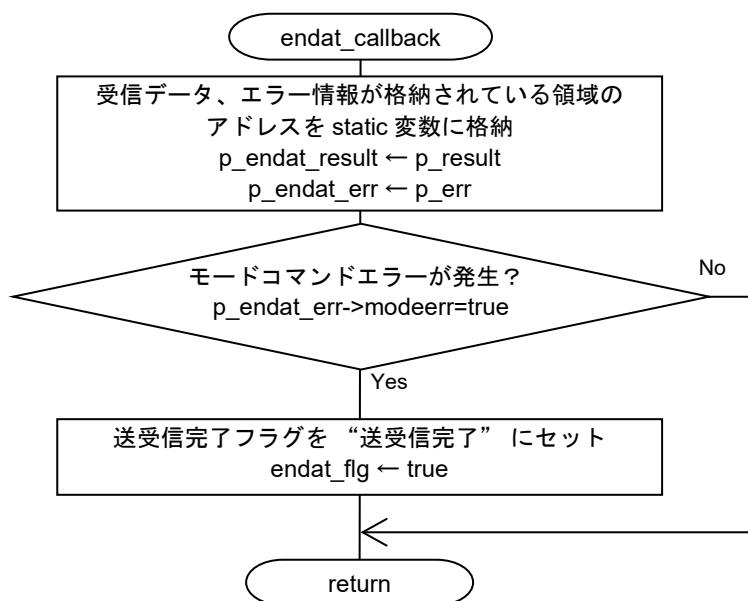 endat_callback
受信データ、エラー情報が格納されている領域の
アドレスを static 変数に格納
p_endat_result ← p_result
p_endat_err ← p_err
モードコマンドエラーが発生？
p_endat_err->modeerr=true
No
Yes
送受信完了フラグを “送受信完了” にセット
endat_flg ← true
return